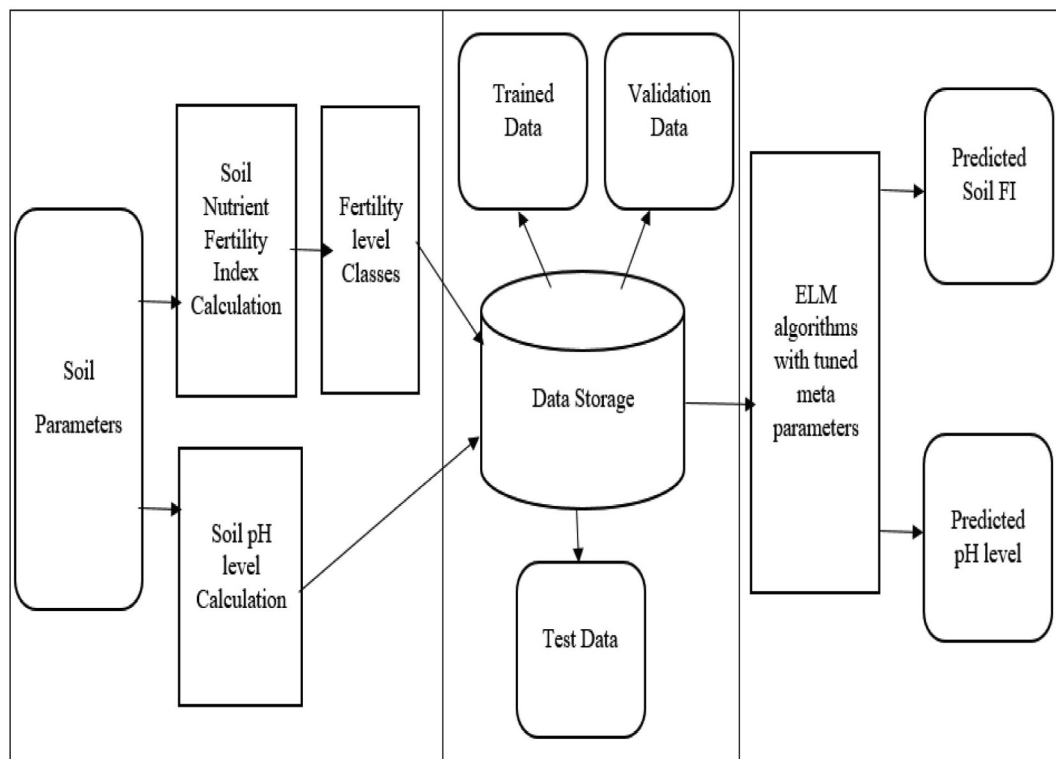 Soil
Parameters
Soil
Nutrient
Fertility
Index
Calculation
Fertility
level
Classes
Soil pH
level
Calculation
Trained
Data
Validation
Data
Data Storage
Test Data
ELM
algorithms
with tuned
meta
parameters
Predicted
Soil FI
Predicted
pH level